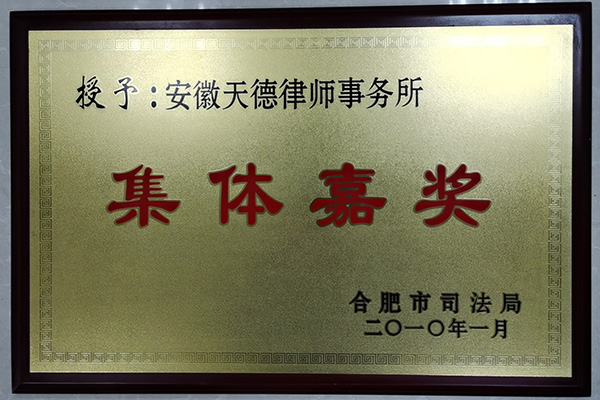 授予：安徽天德律师事务所
集体嘉奖
合肥市司法局
二〇一〇年一月